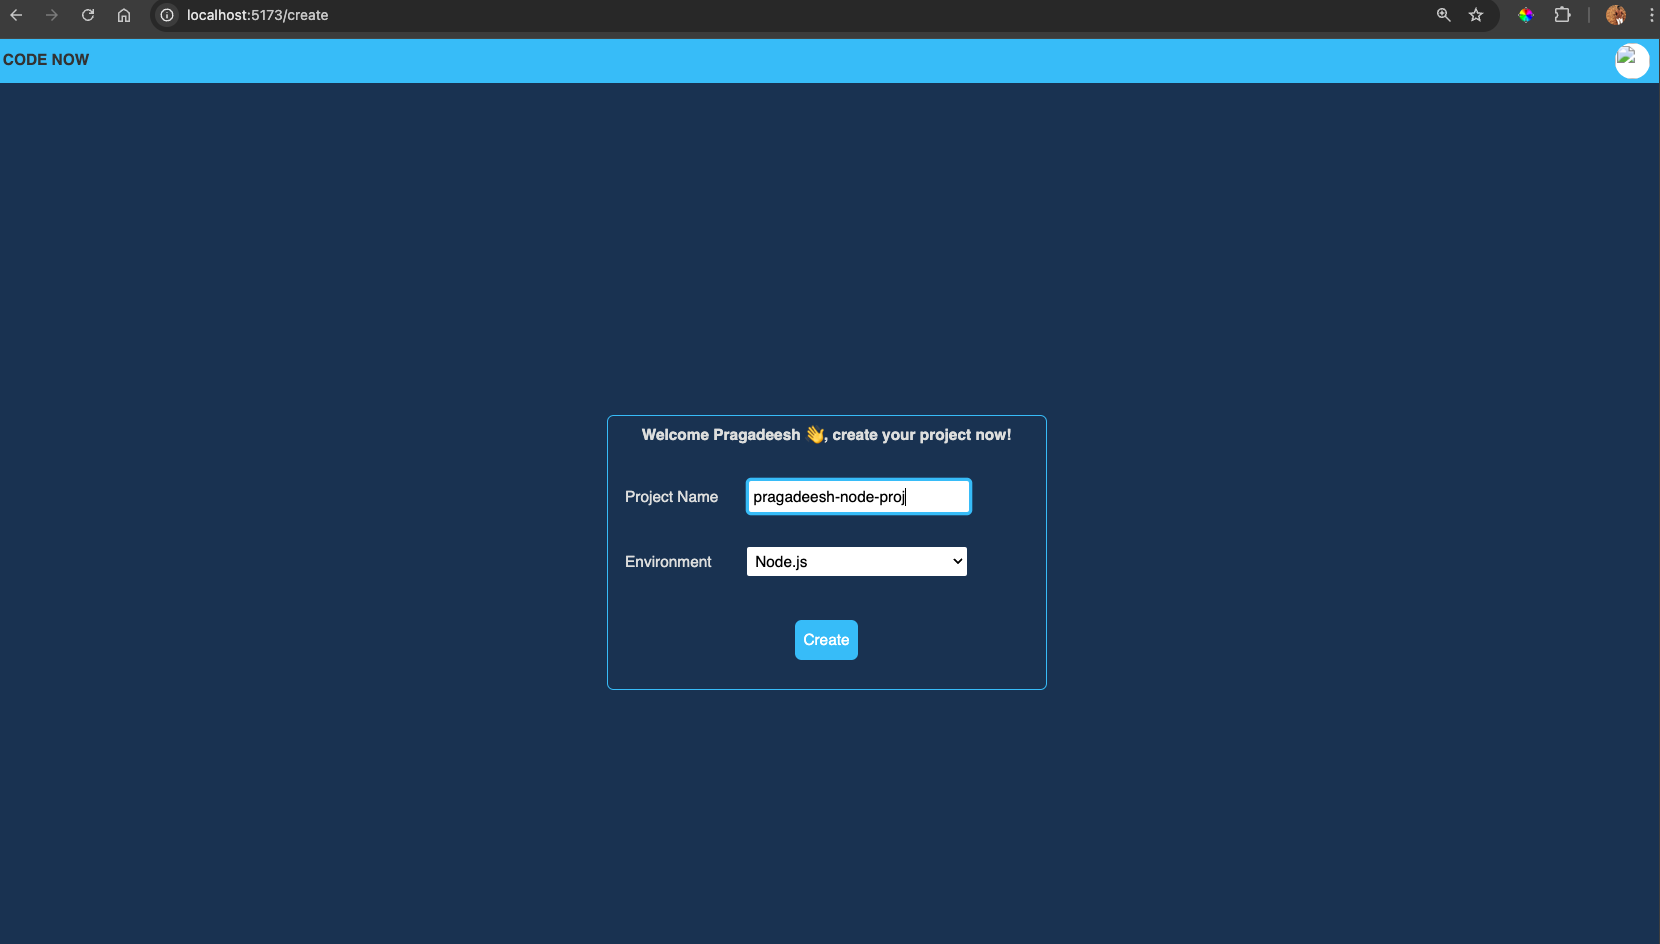 localhost:5173/create
CODE NOW
Welcome Pragadeesh 👋, create your project now!
Project Name pragadeesh-node-proj
Environment Node.js
Create